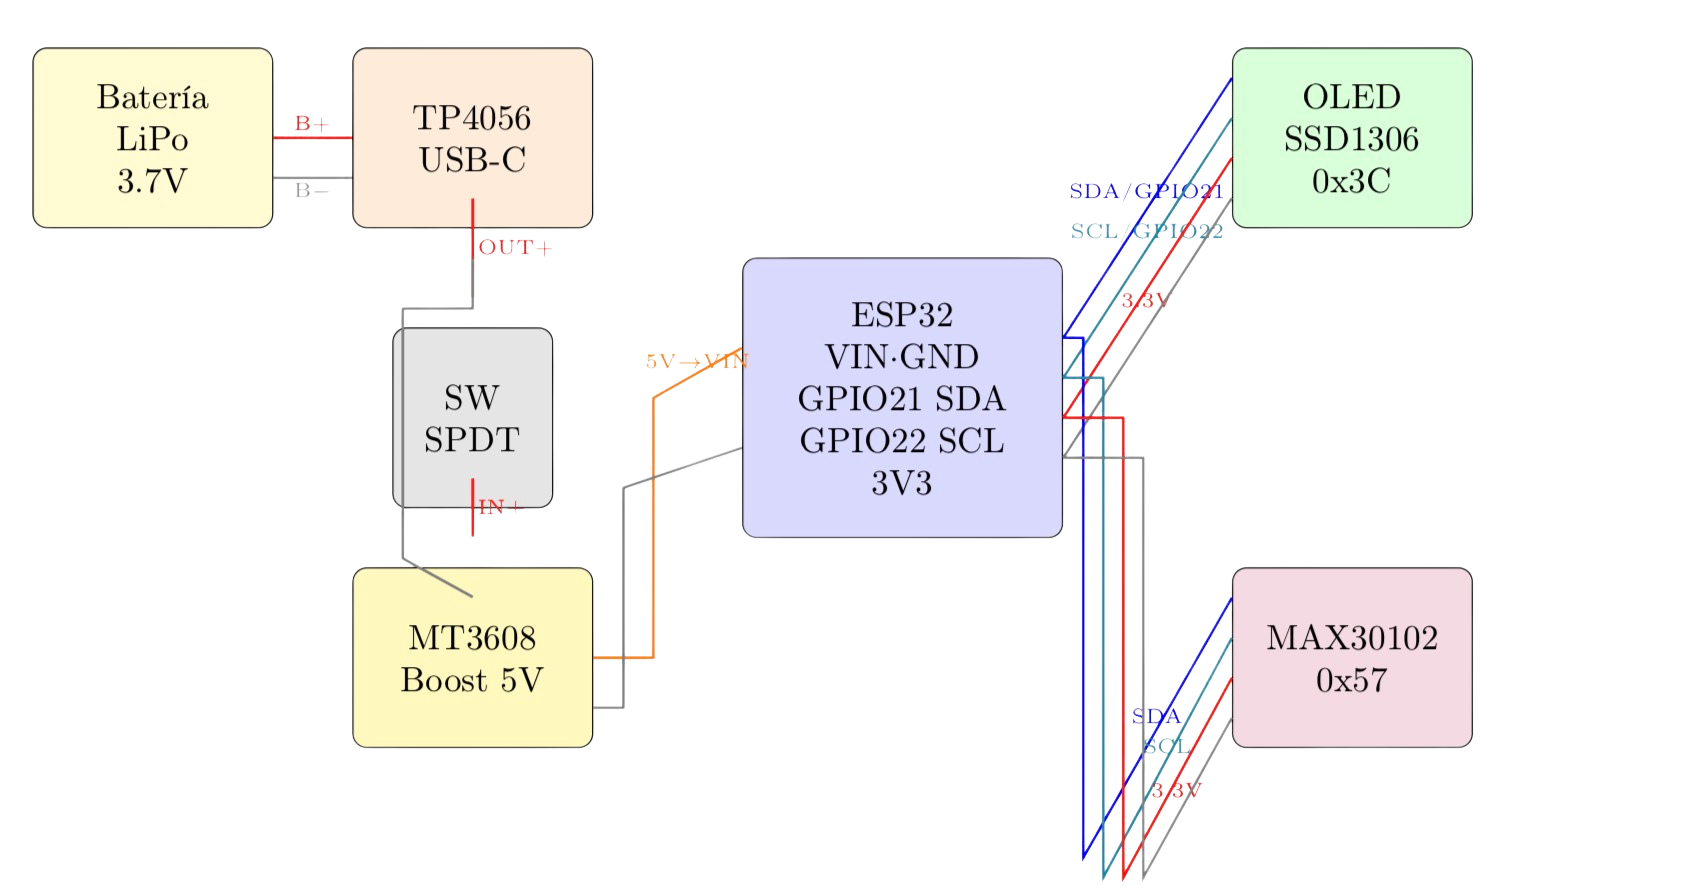 Batería
LiPo
3.7V
B+
B−
TP4056
USB-C
OUT+
SW
SPDT
IN+
MT3608
Boost 5V
5V→VIN
ESP32
VIN·GND
GPIO21 SDA
GPIO22 SCL
3V3
SDA/GPIO21
SCL/GPIO22
3.3V
OLED
SSD1306
0x3C
SDA
SCL
3.3V
MAX30102
0x57